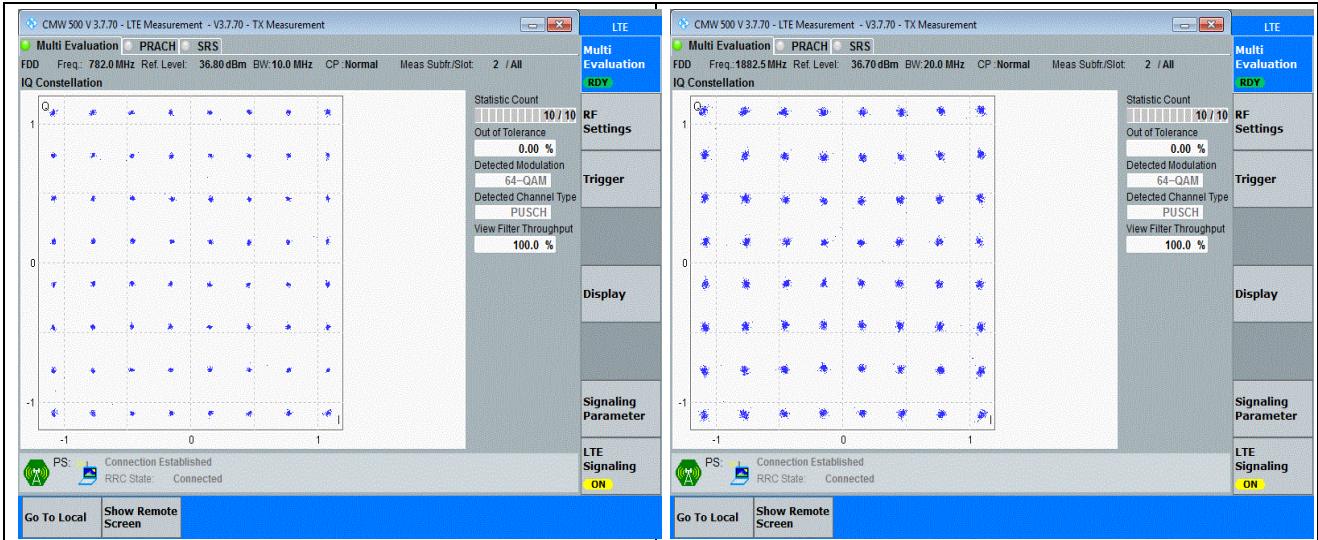 CMW 500 V 3.7.70 - LTE Measurement - V3.7.70 - TX Measurement
LTE
Multi Evaluation PRACH SRS
Multi
Evaluation
RDY
FDD Freq.: 782.0 MHz Ref. Level: 36.80 dBm BW: 10.0 MHz CP :Normal Meas Subfr./Slot: 2 / All
IQ Constellation
Q
1
0
-1
-1 0 1
I
Statistic Count
10 / 10
Out of Tolerance
0.00 %
Detected Modulation
64-QAM
Detected Channel Type
PUSCH
View Filter Throughput
100.0 %
RF
Settings
Trigger
Display
Signaling
Parameter
LTE
Signaling
ON
PS: Connection Established
RRC State: Connected
Go To Local
Show Remote
Screen
CMW 500 V 3.7.70 - LTE Measurement - V3.7.70 - TX Measurement
LTE
Multi Evaluation PRACH SRS
Multi
Evaluation
RDY
FDD Freq.: 1882.5 MHz Ref. Level: 36.70 dBm BW: 20.0 MHz CP :Normal Meas Subfr./Slot: 2 / All
IQ Constellation
Q
1
0
-1
-1 0 1
I
Statistic Count
10 / 10
Out of Tolerance
0.00 %
Detected Modulation
64-QAM
Detected Channel Type
PUSCH
View Filter Throughput
100.0 %
RF
Settings
Trigger
Display
Signaling
Parameter
LTE
Signaling
ON
PS: Connection Established
RRC State: Connected
Go To Local
Show Remote
Screen